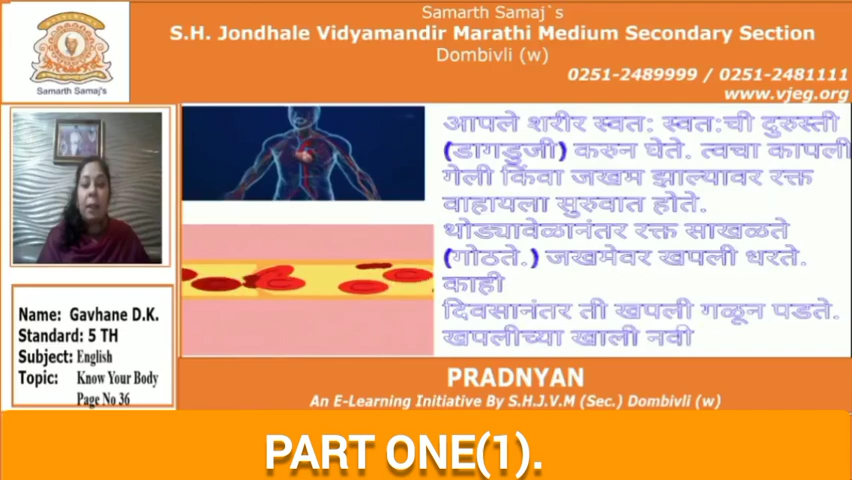 Samarth Samaj`s
S.H. Jondhale Vidyamandir Marathi Medium Secondary Section
Dombivli (w)
0251-2489999 / 0251-2481111
www.vjeg.org
Samarth Samaj's
आपले शरीर स्वत: स्वत:ची दुरुस्ती
(डागडुजी) करुन घेते. त्वचा कापली
गेली किंवा जखम झाल्यावर रक्त
वाहायला सुरुवात होते.
थोड्यावेळानंतर रक्त साखळते
(गोठते.) जखमेवर खपली धरते.
काही
दिवसानंतर ती खपली गळून पडते.
खपलीच्या खाली नवी
Name: Gavhane D.K.
Standard: 5 TH
Subject: English
Topic: Know Your Body
Page No 36
PRADNYAN
An E-Learning Initiative By S.H.J.V.M (Sec.) Dombivli (w)
PART ONE(1).